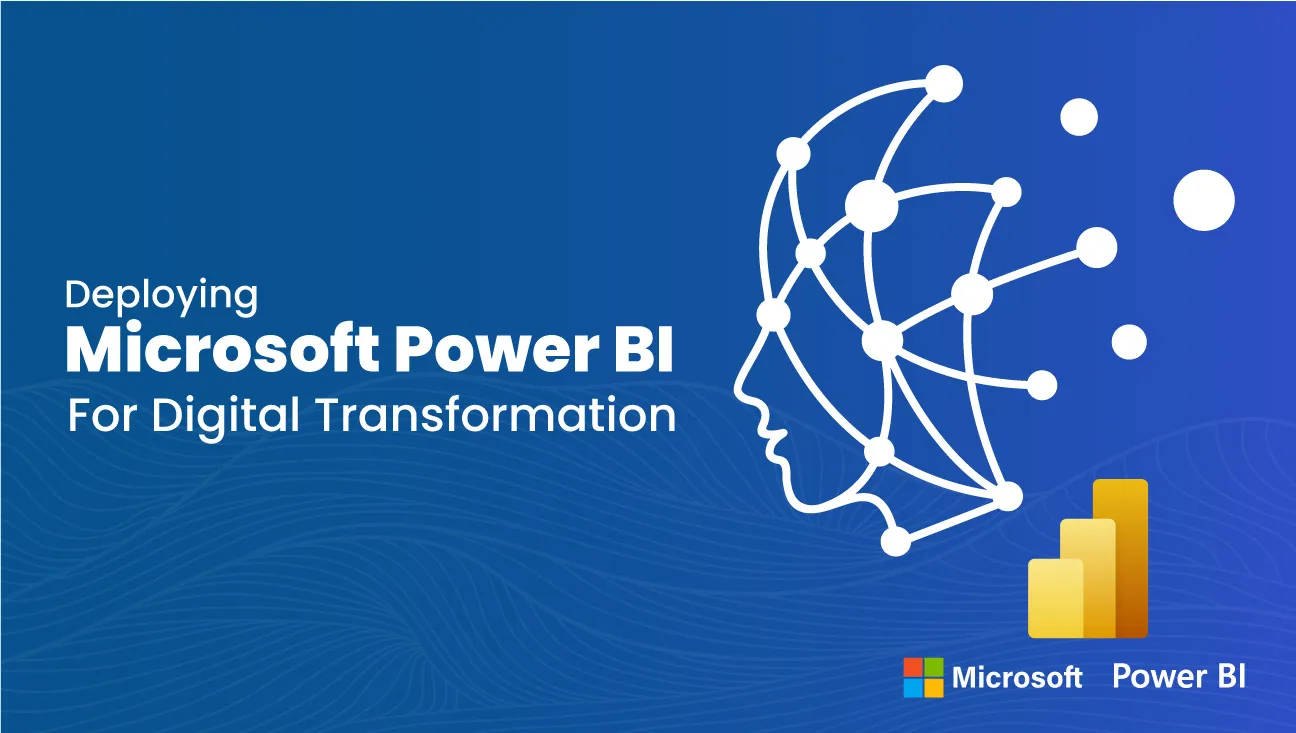 Deploying
Microsoft Power BI
For Digital Transformation
Microsoft Power BI